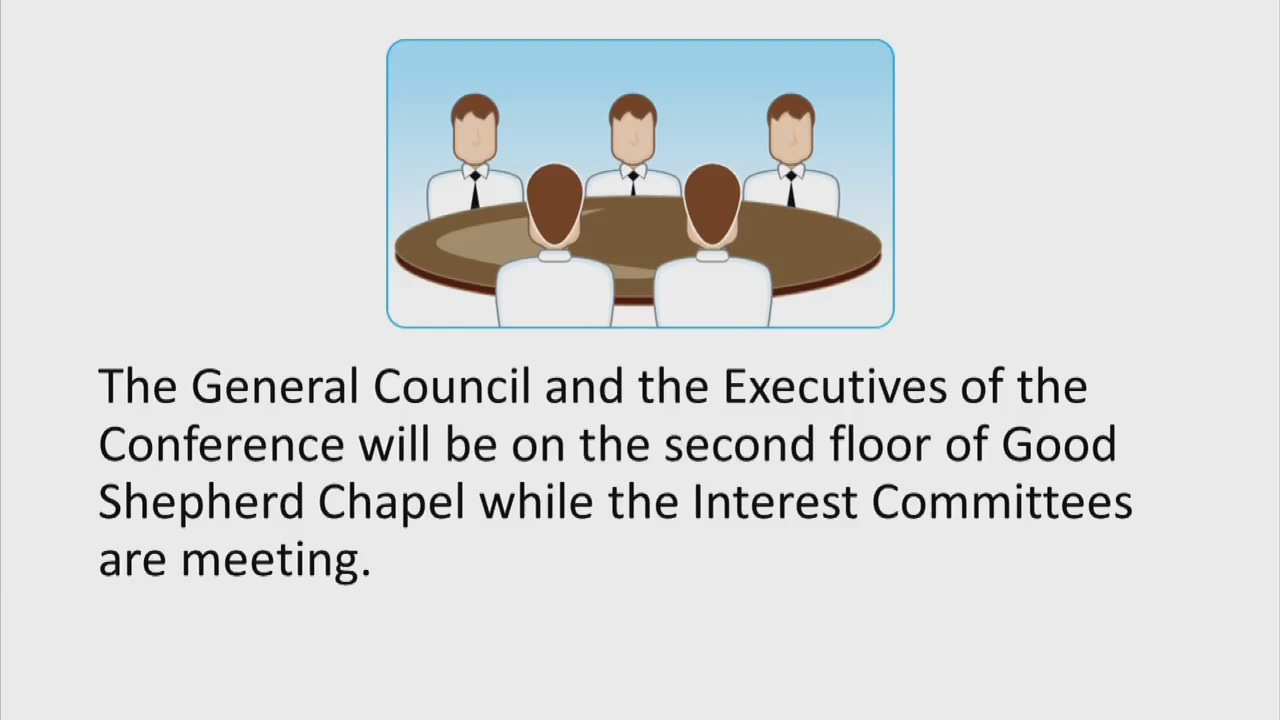 The General Council and the Executives of the
Conference will be on the second floor of Good
Shepherd Chapel while the Interest Committees
are meeting.